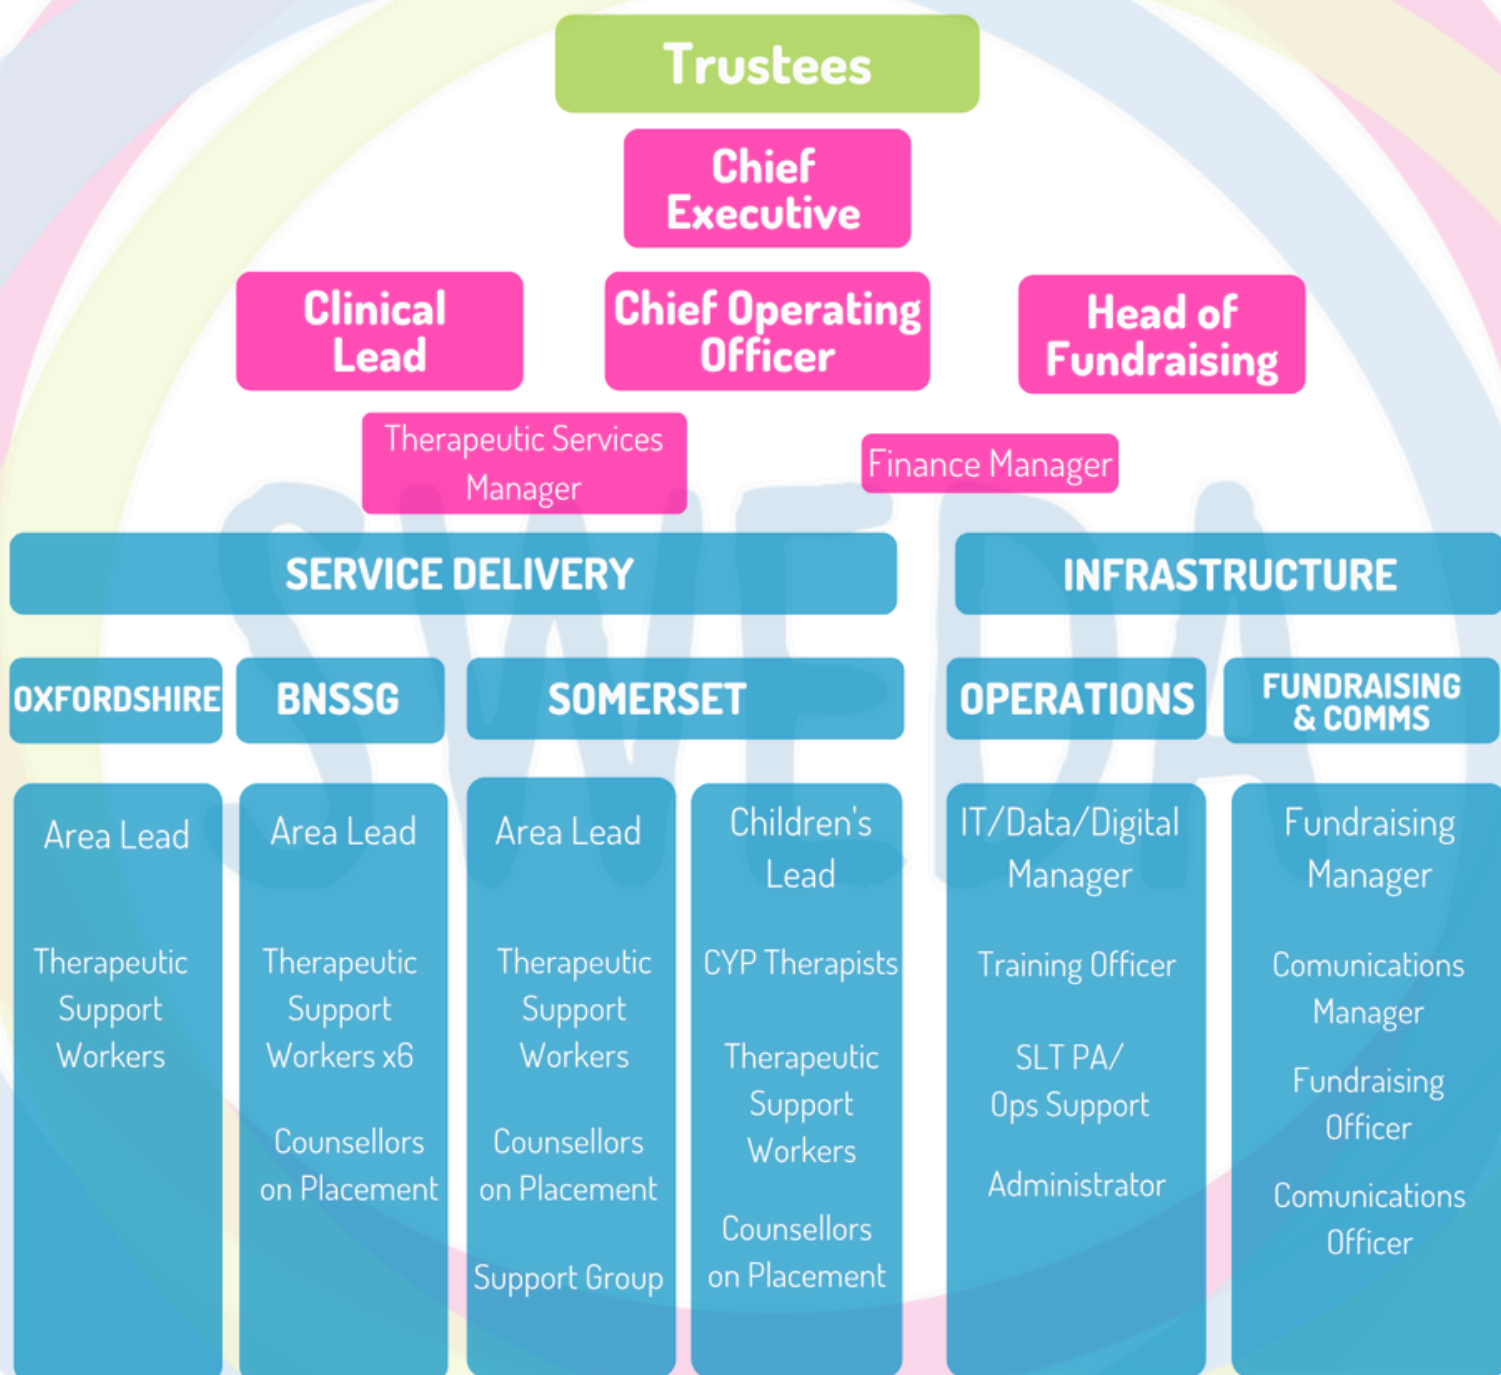 Trustees
Chief
Executive
Clinical
Lead
Chief Operating
Officer
Head of
Fundraising
Therapeutic Services
Manager
Finance Manager
SWEDA
SERVICE DELIVERY
INFRASTRUCTURE
OXFORDSHIRE
BNSSG
SOMERSET
OPERATIONS
FUNDRAISING
& COMMS
Area Lead
Therapeutic
Support
Workers
Area Lead
Therapeutic
Support
Workers x6
Counsellors
on Placement
Area Lead
Therapeutic
Support
Workers
Counsellors
on Placement
Support Group
Children's
Lead
CYP Therapists
Therapeutic
Support
Workers
Counsellors
on Placement
IT/Data/Digital
Manager
Training Officer
SLT PA/
Ops Support
Administrator
Fundraising
Manager
Comunications
Manager
Fundraising
Officer
Comunications
Officer